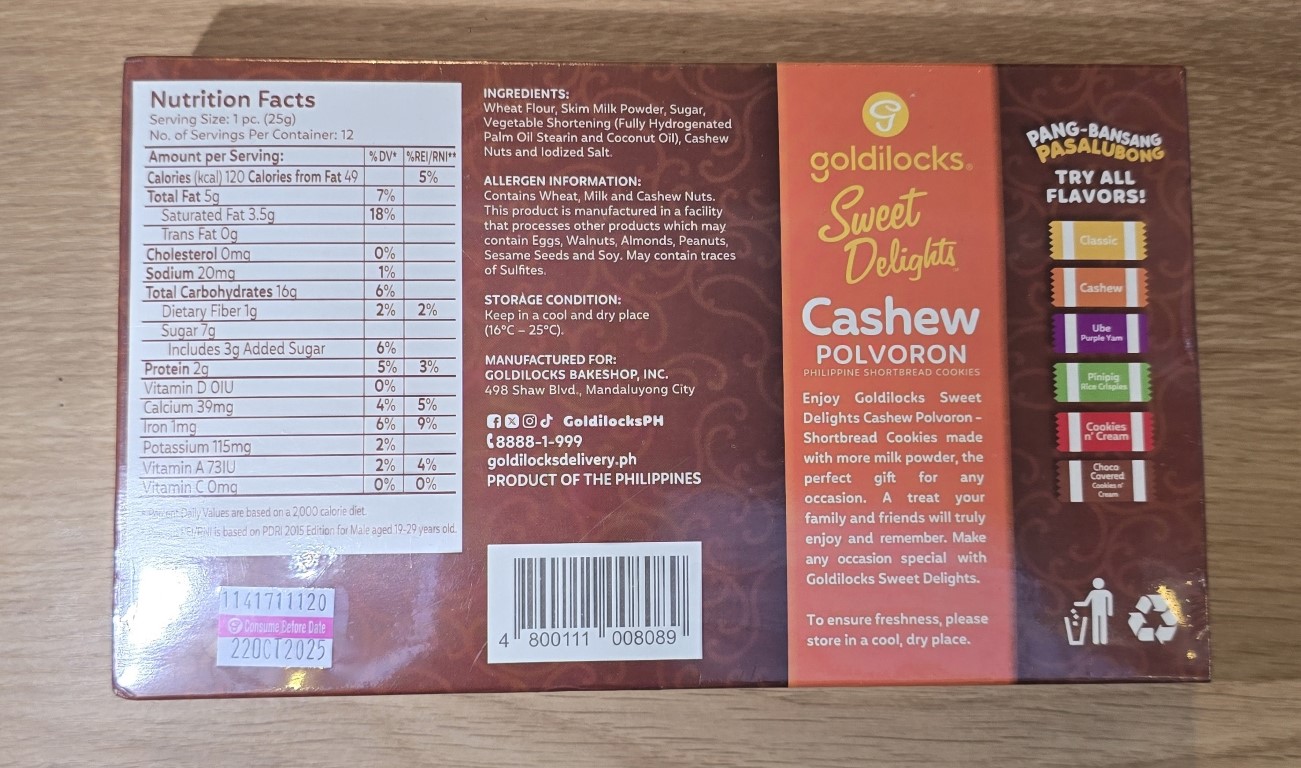 Nutrition Facts
Serving Size: 1 pc. (25g)
No. of Servings Per Container: 12
Amount per Serving: %DV* %REI/RNI**
Calories (kcal) 120 Calories from Fat 49 5%
Total Fat 5g 7%
Saturated Fat 3.5g 18%
Trans Fat 0g
Cholesterol 0mg 0%
Sodium 20mg 1%
Total Carbohydrates 16g 6%
Dietary Fiber 1g 2% 2%
Sugar 7g
Includes 3g Added Sugar 6%
Protein 2g 5% 3%
Vitamin D 0IU 0%
Calcium 39mg 4% 5%
Iron 1mg 6% 9%
Potassium 115mg 2%
Vitamin A 73IU 2% 4%
Vitamin C 0mg 0% 0%
* Percent Daily Values are based on a 2,000 calorie diet.
REI/RNI is based on PDRI 2015 Edition for Male aged 19-29 years old.
1141711120
Consume Before Date
22OCT2025
INGREDIENTS:
Wheat Flour, Skim Milk Powder, Sugar,
Vegetable Shortening (Fully Hydrogenated
Palm Oil Stearin and Coconut Oil), Cashew
Nuts and Iodized Salt.
ALLERGEN INFORMATION:
Contains Wheat, Milk and Cashew Nuts.
This product is manufactured in a facility
that processes other products which may
contain Eggs, Walnuts, Almonds, Peanuts,
Sesame Seeds and Soy. May contain traces
of Sulfites.
STORAGE CONDITION:
Keep in a cool and dry place
(16°C – 25°C).
MANUFACTURED FOR:
GOLDILOCKS BAKESHOP, INC.
498 Shaw Blvd., Mandaluyong City
GoldilocksPH
8888-1-999
goldilocksdelivery.ph
PRODUCT OF THE PHILIPPINES
4 800111 008089
goldilocks®
Sweet
Delights™
Cashew
POLVORON
PHILIPPINE SHORTBREAD COOKIES
Enjoy Goldilocks Sweet
Delights Cashew Polvoron –
Shortbread Cookies made
with more milk powder, the
perfect gift for any
occasion. A treat your
family and friends will truly
enjoy and remember. Make
any occasion special with
Goldilocks Sweet Delights.
To ensure freshness, please
store in a cool, dry place.
PANG-BANSANG
PASALUBONG
TRY ALL
FLAVORS!
Classic
Cashew
Ube
Purple Yam
Pinipig
Rice Crispies
Cookies
n' Cream
Choco
Covered
Cookies n'
Cream